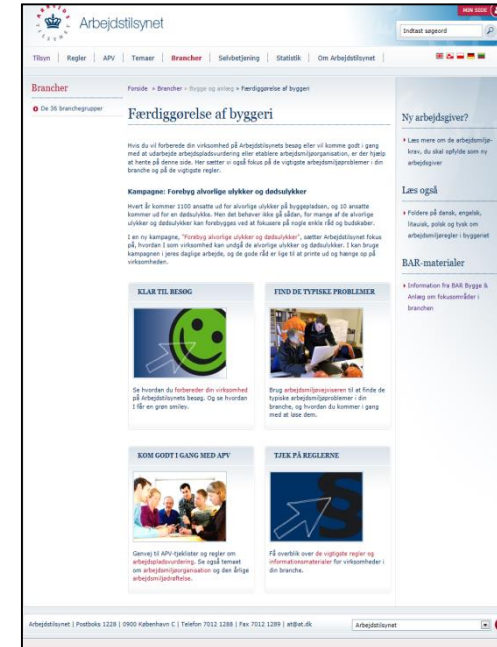 Arbejdstilsynet
MIN SIDE
Indtast søgeord
Tilsyn | Regler | APV | Temaer | Brancher | Selvbetjening | Statistik | Om Arbejdstilsynet |
Brancher
De 36 branchegrupper
Forside » Brancher » Bygge og anlæg » Færdiggørelse af byggeri
Færdiggørelse af byggeri
Hvis du vil forberede din virksomhed på Arbejdstilsynets besøg eller vil komme godt i gang
med at udarbejde arbejdspladsvurdering eller etablere arbejdsmiljøorganisation, er der hjælp
at hente på denne side. Her sætter vi også fokus på de vigtigste arbejdsmiljøproblemer i din
branche og på de vigtigste regler.
Kampagne: Forebyg alvorlige ulykker og dødsulykker
Hvert år kommer 1100 ansatte ud for alvorlige ulykker på byggepladsen, og 10 ansatte
kommer ud for en dødsulykke. Men det behøver ikke gå sådan, for mange af de alvorlige
ulykker og dødsulykker kan forebygges ved at fokusere på nogle enkle råd og budskaber.
I en ny kampagne, "Forebyg alvorlige ulykker og dødsulykker", sætter Arbejdstilsynet fokus
på, hvordan I som virksomhed kan undgå de alvorlige ulykker og dødsulykker. I kan bruge
kampagnen i jeres daglige arbejde, og de gode råd er lige til at printe ud og hænge op på
virksomheden.
KLAR TIL BESØG
Se hvordan du forbereder din virksomhed
på Arbejdstilsynets besøg. Og se hvordan
I får en grøn smiley.
FIND DE TYPISKE PROBLEMER
Brug arbejdsmiljøvejviseren til at finde de
typiske arbejdsmiljøproblemer i din
branche, og hvordan du kommer i gang
med at løse dem.
KOM GODT I GANG MED APV
Genvej til APV-tjeklister og regler om
arbejdspladsvurdering. Se også temaet
om arbejdsmiljøorganisation og den årlige
arbejdsmiljødrøftelse.
TJEK PÅ REGLERNE
Få overblik over de vigtigste regler og
informationsmaterialer for virksomheder i
din branche.
Ny arbejdsgiver?
Læs mere om de arbejdsmiljø-
krav, du skal opfylde som ny
arbejdsgiver
Læs også
Foldere på dansk, engelsk,
litauisk, polsk og tysk om
arbejdsmiljøregler i byggeriet
BAR-materialer
Information fra BAR Bygge &
Anlæg om fokusområder i
branchen
Arbejdstilsynet | Postboks 1228 | 0900 København C | Telefon 7012 1288 | Fax 7012 1289 | at@at.dk
Arbejdstilsynet